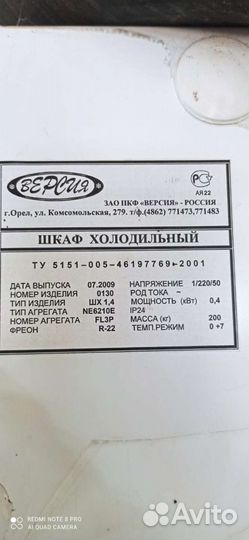 ВЕРСИЯ
РС
АЯ22
ЗАО ПКФ «ВЕРСИЯ» - РОССИЯ
г.Орел, ул. Комсомольская, 279. т/ф.(4862) 771473,771483
ШКАФ ХОЛОДИЛЬНЫЙ
ТУ 5151-005-46197769-2001
ДАТА ВЫПУСКА 07.2009 НАПРЯЖЕНИЕ 1/220/50
НОМЕР ИЗДЕЛИЯ 0130 РОД ТОКА ~
ТИП ИЗДЕЛИЯ ШХ 1,4 МОЩНОСТЬ (кВт) 0,4
ТИП АГРЕГАТА NE6210E IP24
НОМЕР АГРЕГАТА FL3P МАССА (кг) 200
ФРЕОН R-22 ТЕМП.РЕЖИМ 0 +7
REDMI NOTE 8 PRO
AI QUAD CAMERA
Avito